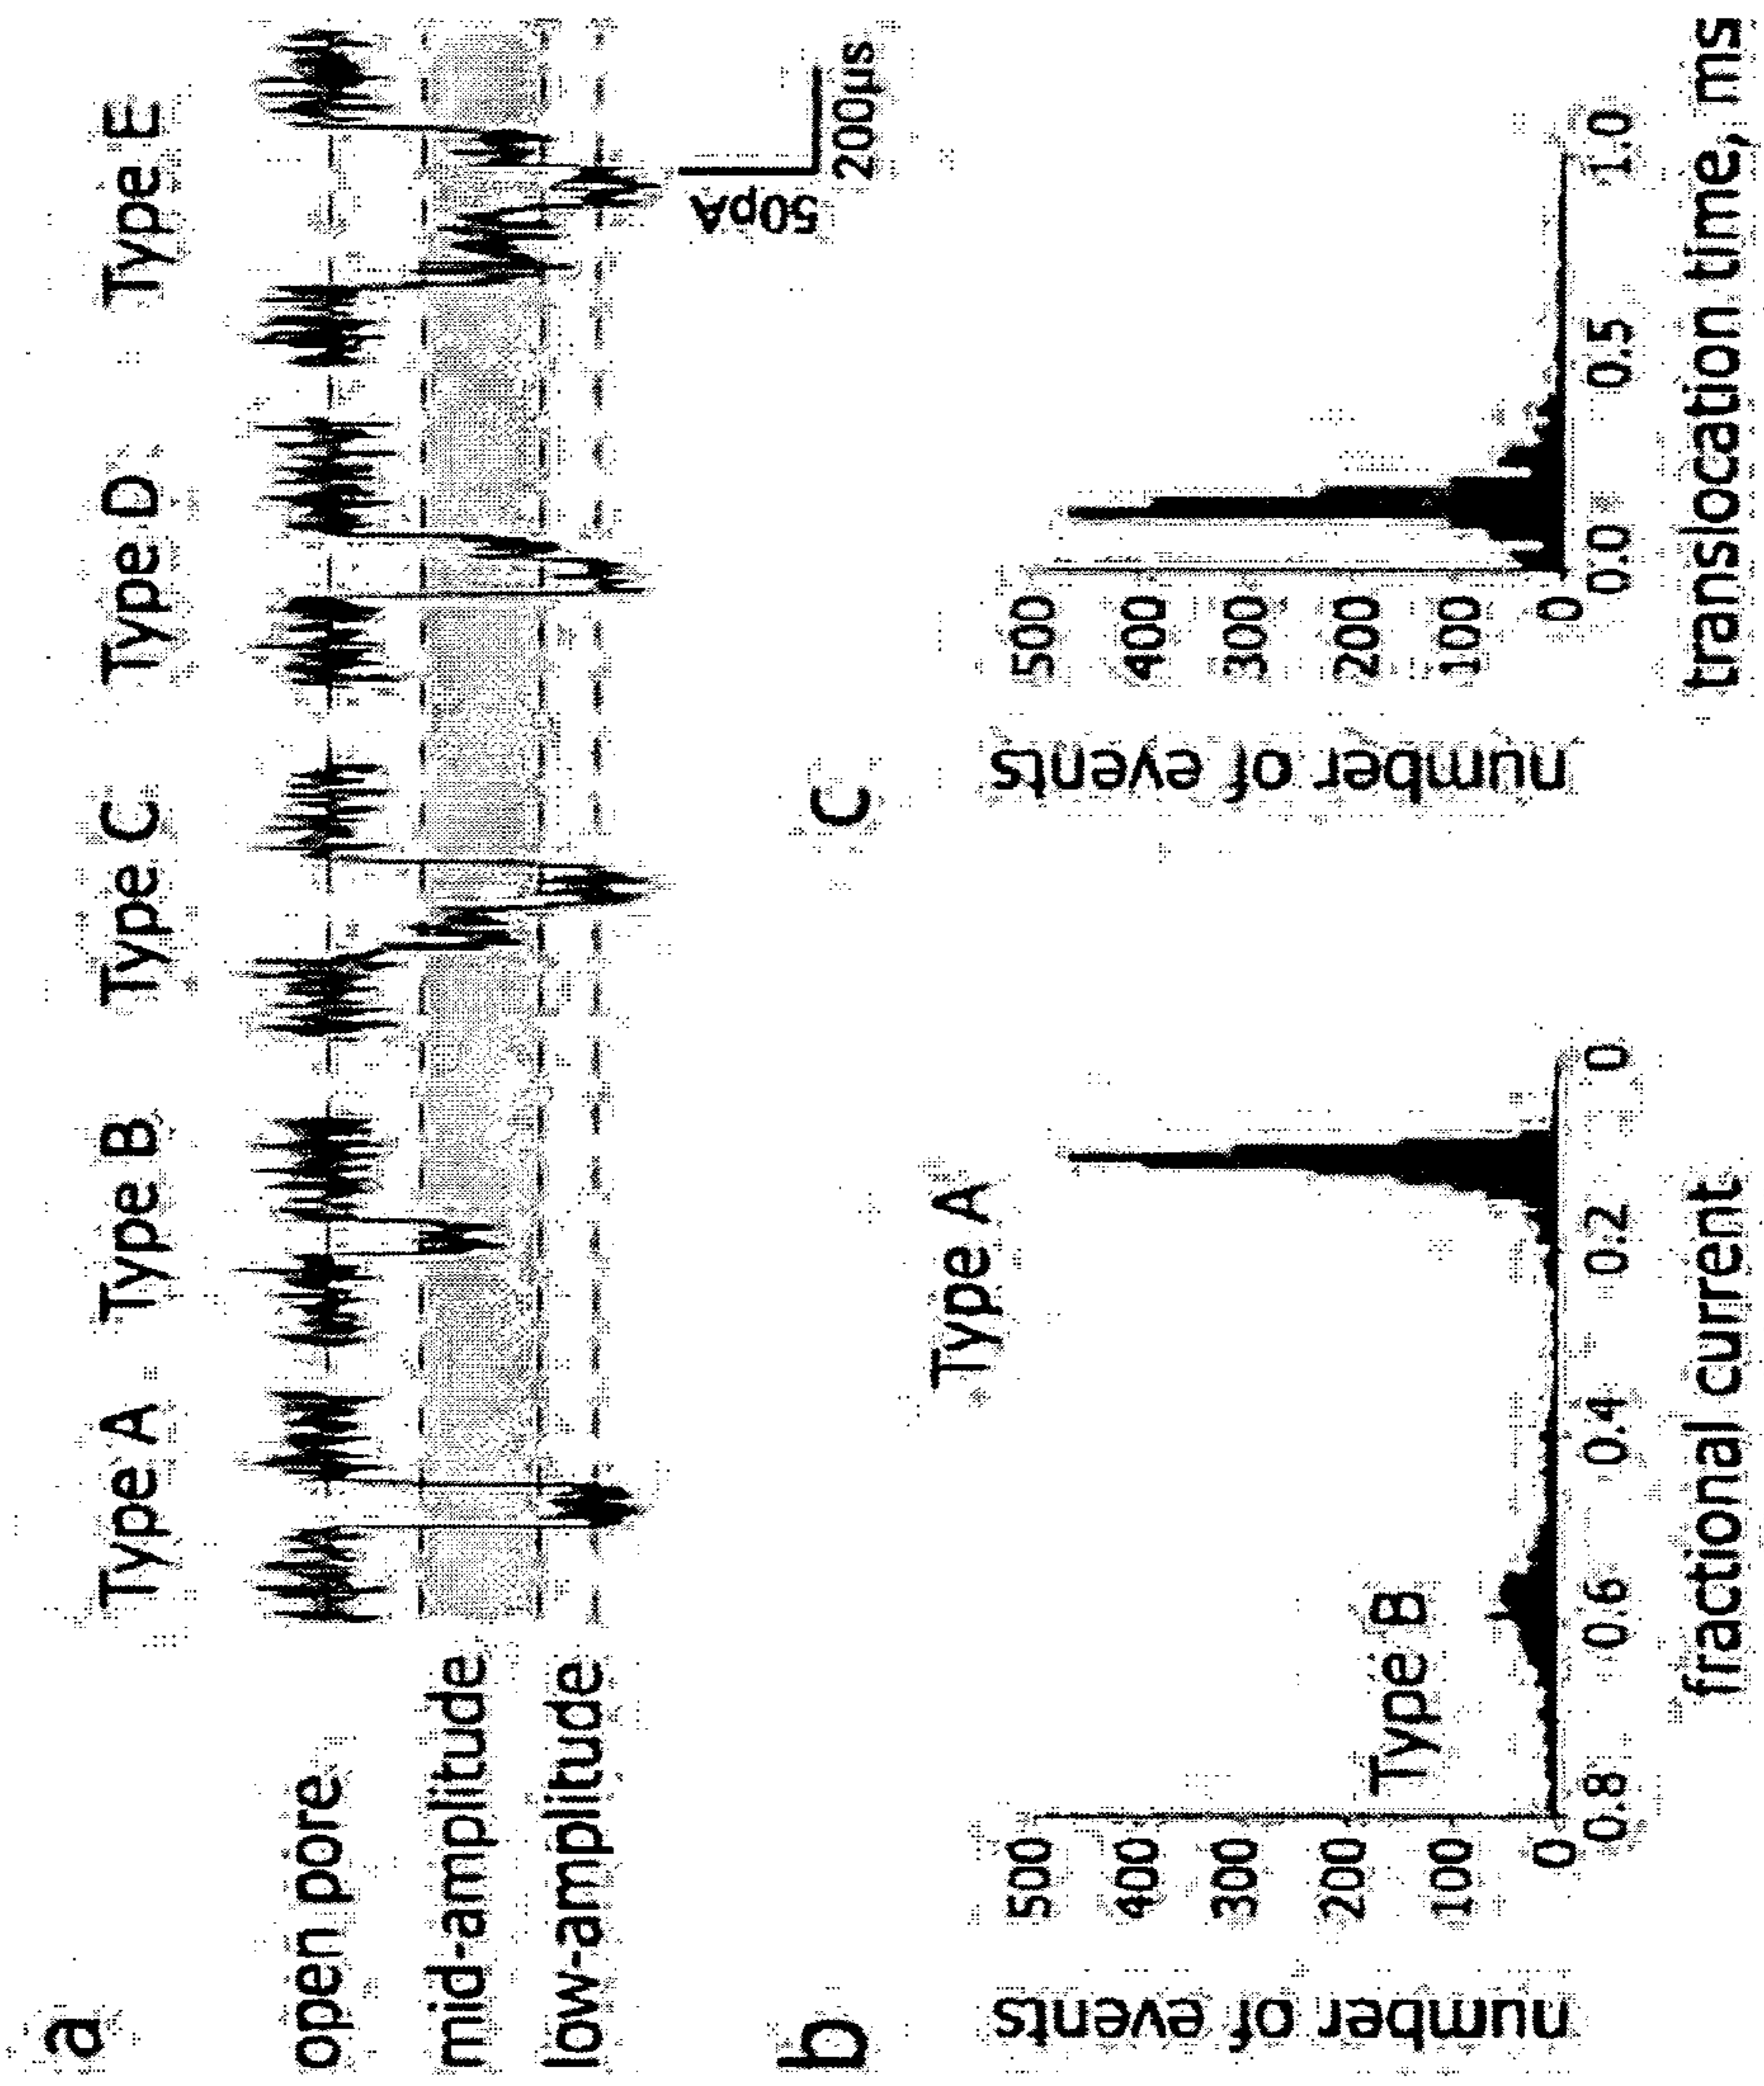 a
Type A Type B Type C Type D Type E
open pore
mid-amplitude
low-amplitude
50pA
200μs
b
number of events
500
400
300
200
100
0
Type B
Type A
0.8 0.6 0.4 0.2 0
fractional current
c
number of events
500
400
300
200
100
0
0.0 0.5 1.0
translocation time, ms